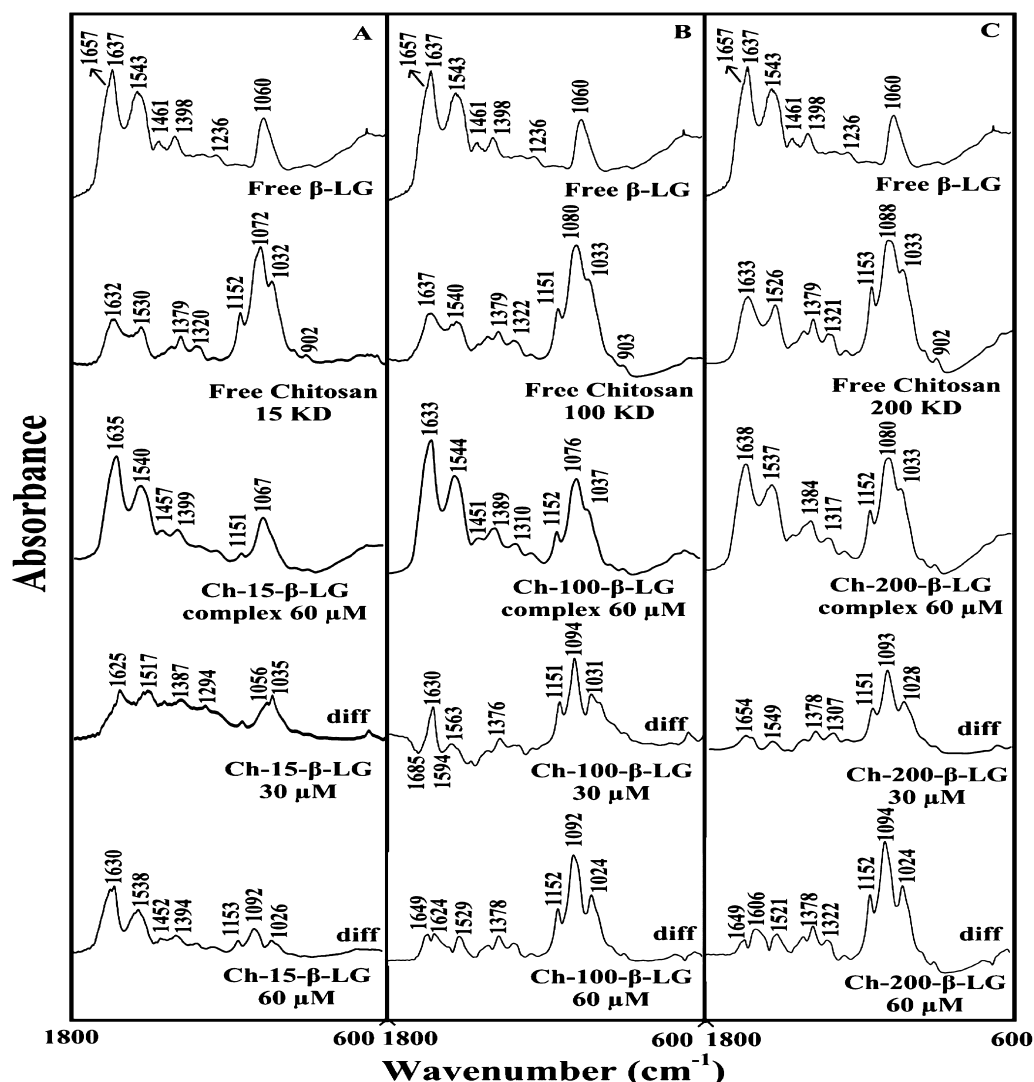 Absorbance
A
1657
1637
1543
1461
1398
1236
1060
Free β-LG
1632
1530
1379
1320
1152
1072
1032
902
Free Chitosan
15 KD
1635
1540
1457
1399
1151
1067
Ch-15-β-LG
complex 60 µM
1625
1517
1387
1294
1056
1035
diff
Ch-15-β-LG
30 µM
1630
1538
1452
1394
1153
1092
1026
diff
Ch-15-β-LG
60 µM
B
1657
1637
1543
1461
1398
1236
1060
Free β-LG
1637
1540
1379
1322
1151
1080
1033
903
Free Chitosan
100 KD
1633
1544
1451
1389
1310
1152
1076
1037
Ch-100-β-LG
complex 60 µM
1685
1630
1594
1563
1376
1151
1094
1031
diff
Ch-100-β-LG
30 µM
1649
1624
1529
1378
1152
1092
1024
diff
Ch-100-β-LG
60 µM
C
1657
1637
1543
1461
1398
1236
1060
Free β-LG
1633
1526
1379
1321
1153
1088
1033
902
Free Chitosan
200 KD
1638
1537
1384
1317
1152
1080
1033
Ch-200-β-LG
complex 60 µM
1654
1549
1378
1307
1151
1093
1028
diff
Ch-200-β-LG
30 µM
1649
1606
1521
1378
1322
1152
1094
1024
diff
Ch-200-β-LG
60 µM
1800 600 1800 600 1800 600
Wavenumber (cm⁻¹)